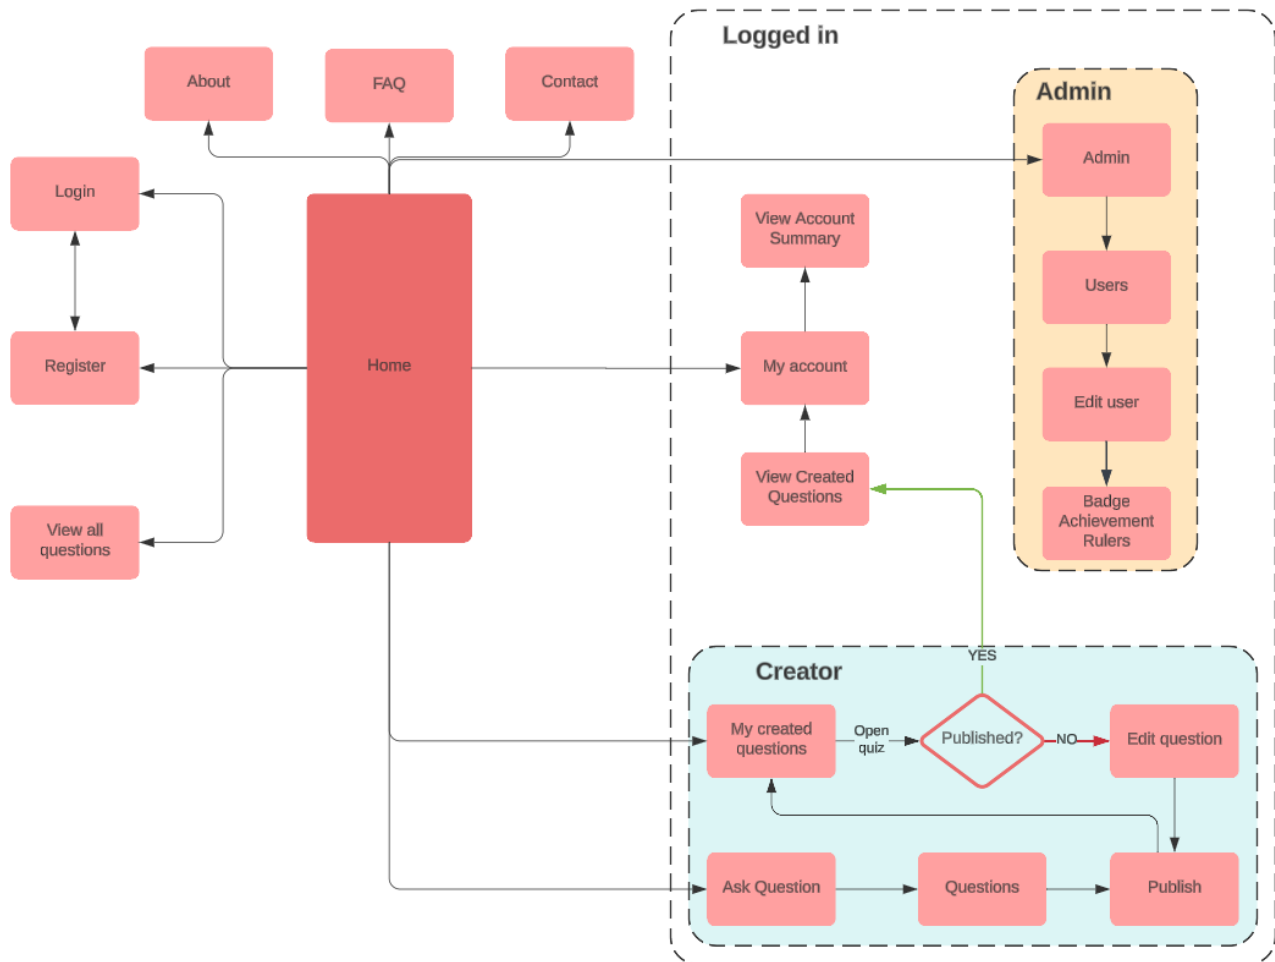 Logged in
About
FAQ
Contact
Admin
Admin
Login
View Account
Summary
Users
Register
Home
My account
Edit user
View Created
Questions
Badge
Achievement
Rulers
View all
questions
YES
Creator
My created
questions
Open
quiz
Published?
NO
Edit question
Ask Question
Questions
Publish